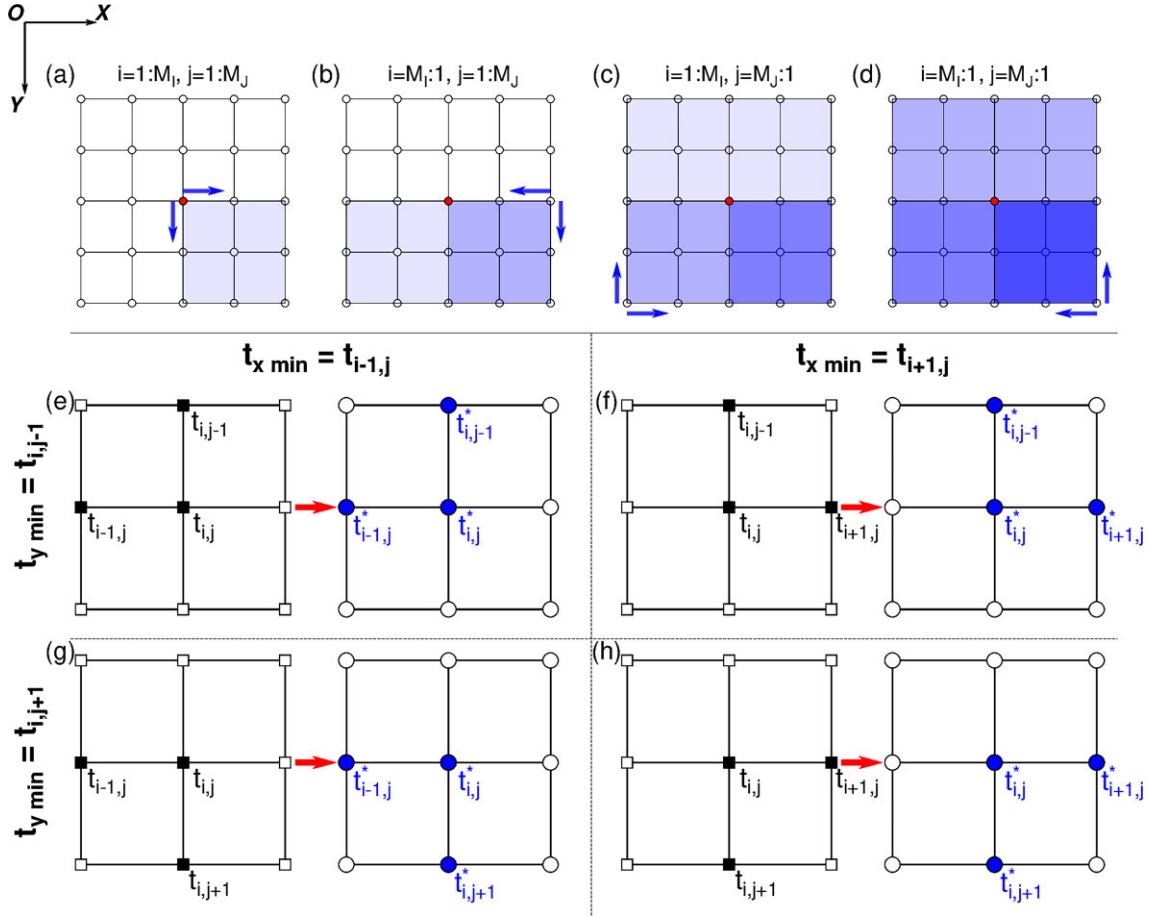 O X
Y
(a) i=1:M_I, j=1:M_J
(b) i=M_I:1, j=1:M_J
(c) i=1:M_I, j=M_J:1
(d) i=M_I:1, j=M_J:1
t_x min = t_i-1,j
t_x min = t_i+1,j
t_y min = t_i,j-1
(e)
t_i,j-1
t_i-1,j
t_i,j
t*_i,j-1
t*_i-1,j
t*_i,j
(f)
t_i,j-1
t_i,j
t_i+1,j
t*_i,j-1
t*_i,j
t*_i+1,j
t_y min = t_i,j+1
(g)
t_i-1,j
t_i,j
t_i,j+1
t*_i-1,j
t*_i,j
t*_i,j+1
(h)
t_i,j
t_i+1,j
t_i,j+1
t*_i,j
t*_i+1,j
t*_i,j+1